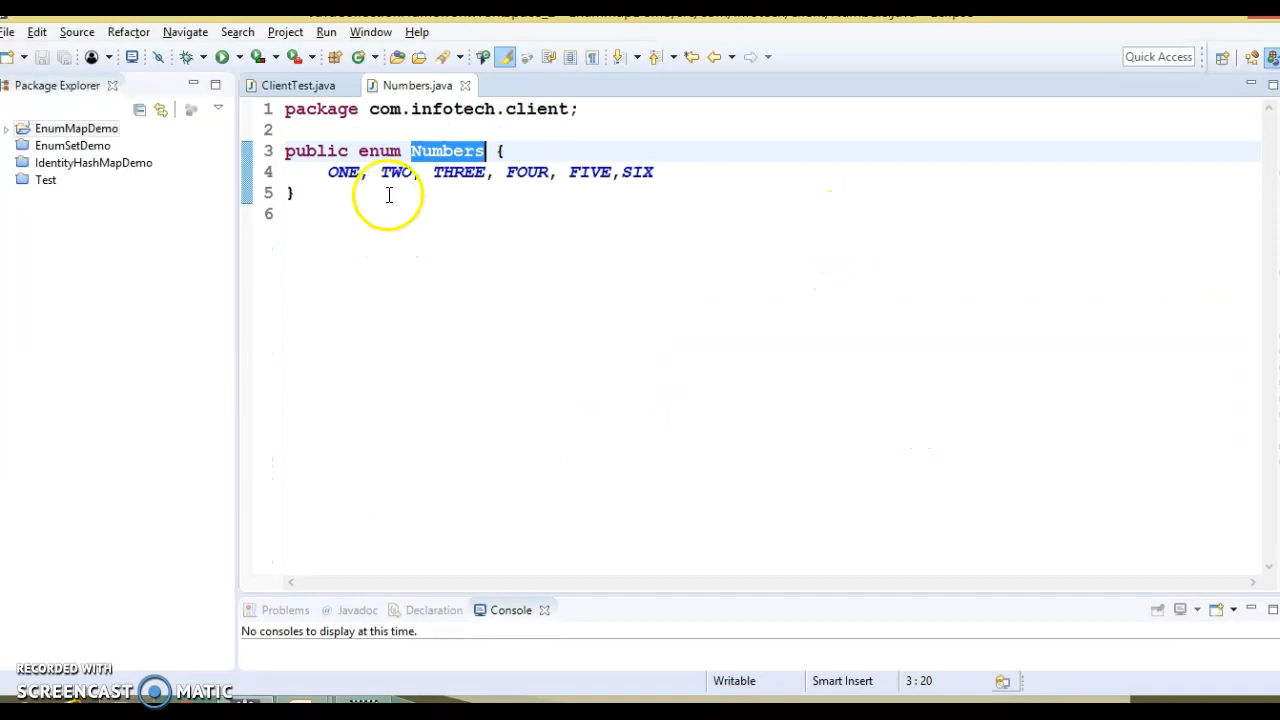 File Edit Source Refactor Navigate Search Project Run Window Help
Quick Access
Package Explorer
ClientTest.java
Numbers.java
EnumMapDemo
EnumSetDemo
IdentityHashMapDemo
Test
1 package com.infotech.client;
2
3 public enum Numbers {
4 ONE, TWO, THREE, FOUR, FIVE,SIX
5 }
6
Problems @ Javadoc Declaration Console
No consoles to display at this time.
RECORDED WITH
SCREENCAST MATIC
Writable
Smart Insert
3 : 20